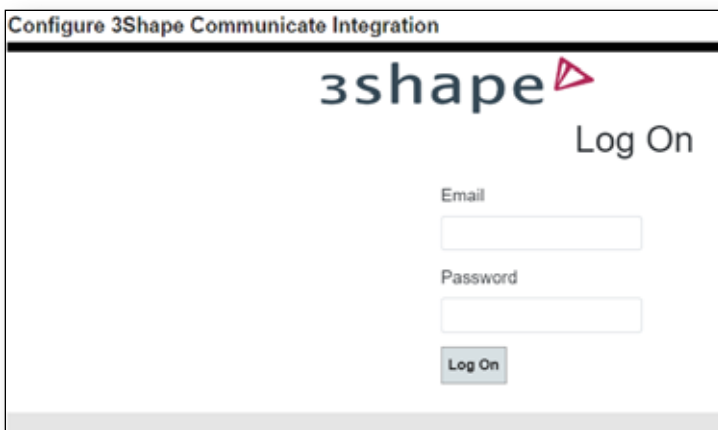 Configure 3Shape Communicate Integration
3shape
Log On
Email
Password
Log On